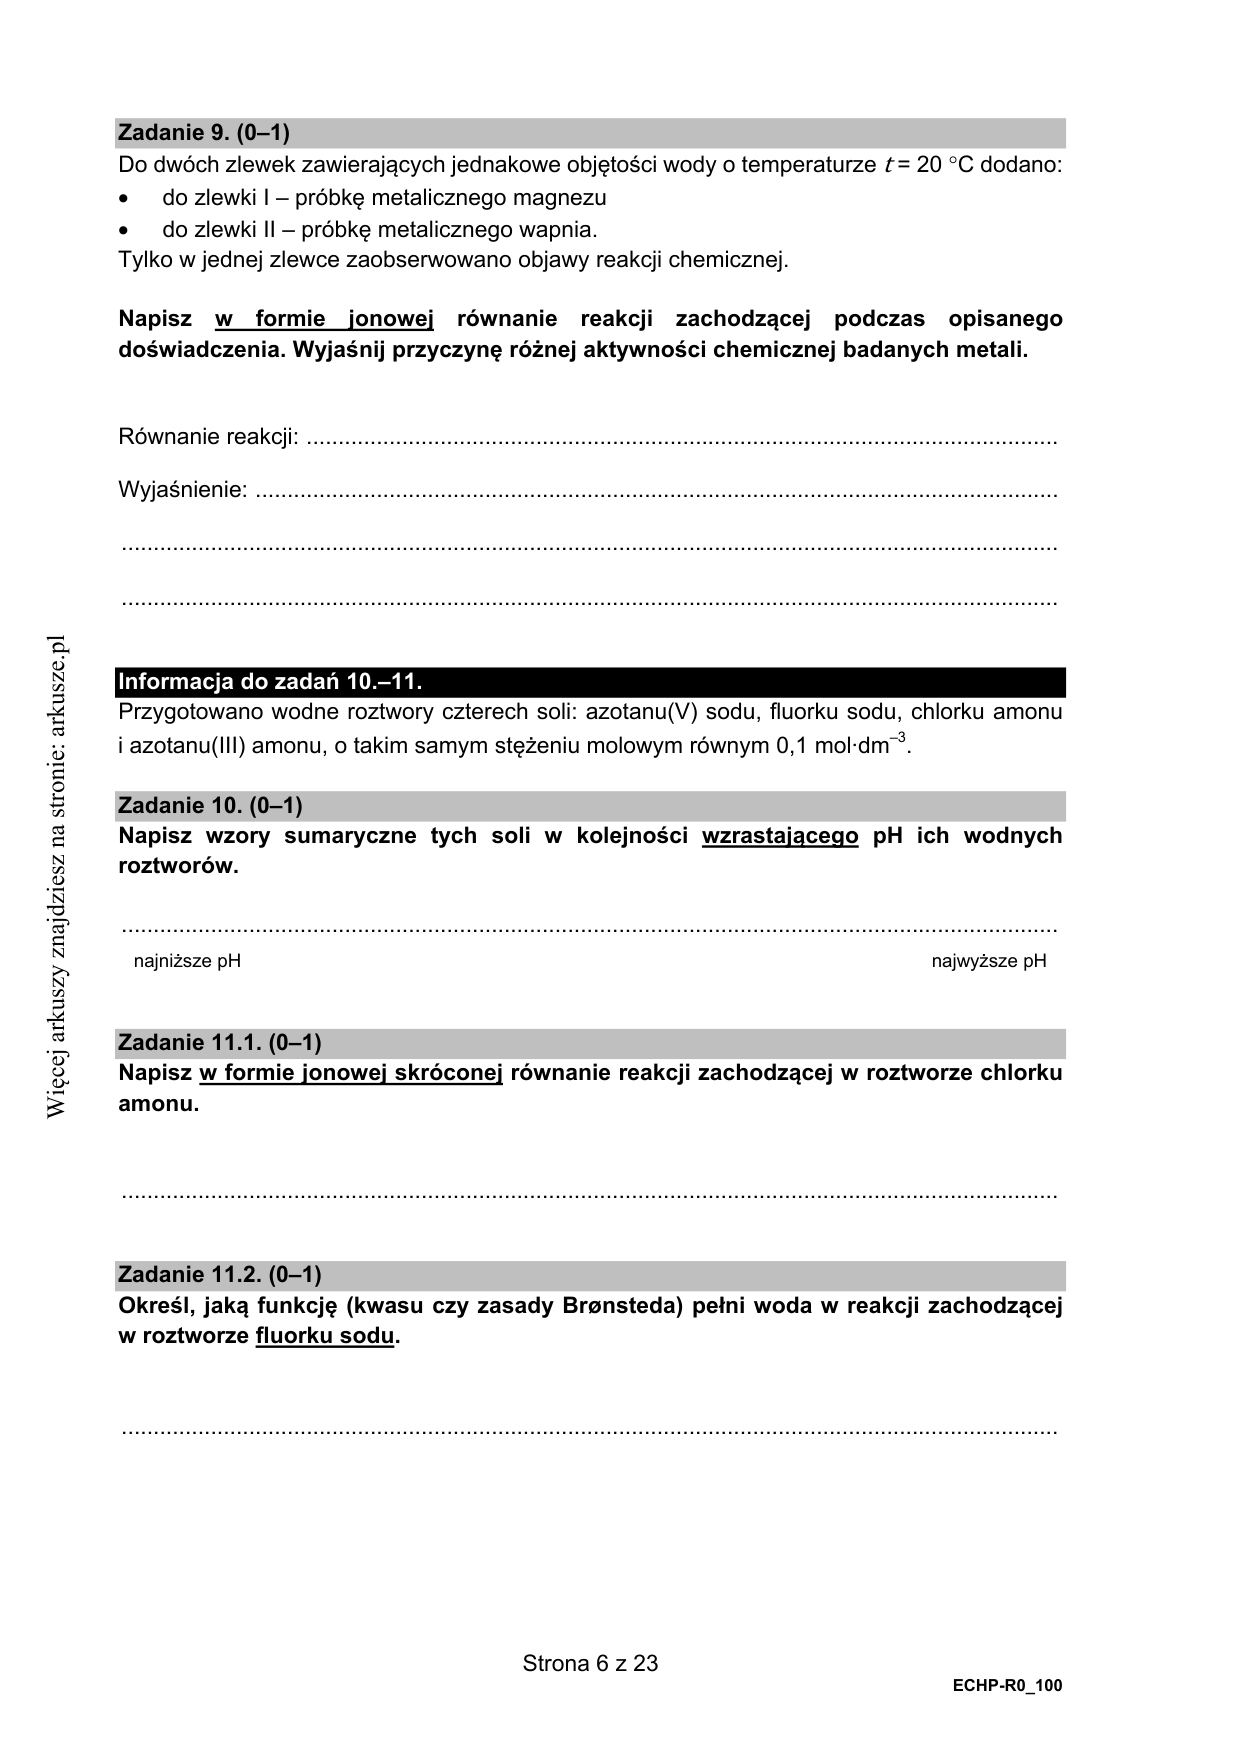 Zadanie 9. (0–1)
Do dwóch zlewek zawierających jednakowe objętości wody o temperaturze t = 20 °C dodano:
• do zlewki I – próbkę metalicznego magnezu
• do zlewki II – próbkę metalicznego wapnia.
Tylko w jednej zlewce zaobserwowano objawy reakcji chemicznej.
Napisz w formie jonowej równanie reakcji zachodzącej podczas opisanego
doświadczenia. Wyjaśnij przyczynę różnej aktywności chemicznej badanych metali.
Równanie reakcji: ......................................................................................................................
Wyjaśnienie: ..............................................................................................................................
...................................................................................................................................................
...................................................................................................................................................
Informacja do zadań 10.–11.
Przygotowano wodne roztwory czterech soli: azotanu(V) sodu, fluorku sodu, chlorku amonu
i azotanu(III) amonu, o takim samym stężeniu molowym równym 0,1 mol·dm–3.
Zadanie 10. (0–1)
Napisz wzory sumaryczne tych soli w kolejności wzrastającego pH ich wodnych
roztworów.
...................................................................................................................................................
najniższe pH najwyższe pH
Zadanie 11.1. (0–1)
Napisz w formie jonowej skróconej równanie reakcji zachodzącej w roztworze chlorku
amonu.
...................................................................................................................................................
Zadanie 11.2. (0–1)
Określ, jaką funkcję (kwasu czy zasady Brønsteda) pełni woda w reakcji zachodzącej
w roztworze fluorku sodu.
...................................................................................................................................................
Strona 6 z 23
ECHP-R0_100
Więcej arkuszy znajdziesz na stronie: arkusze.pl